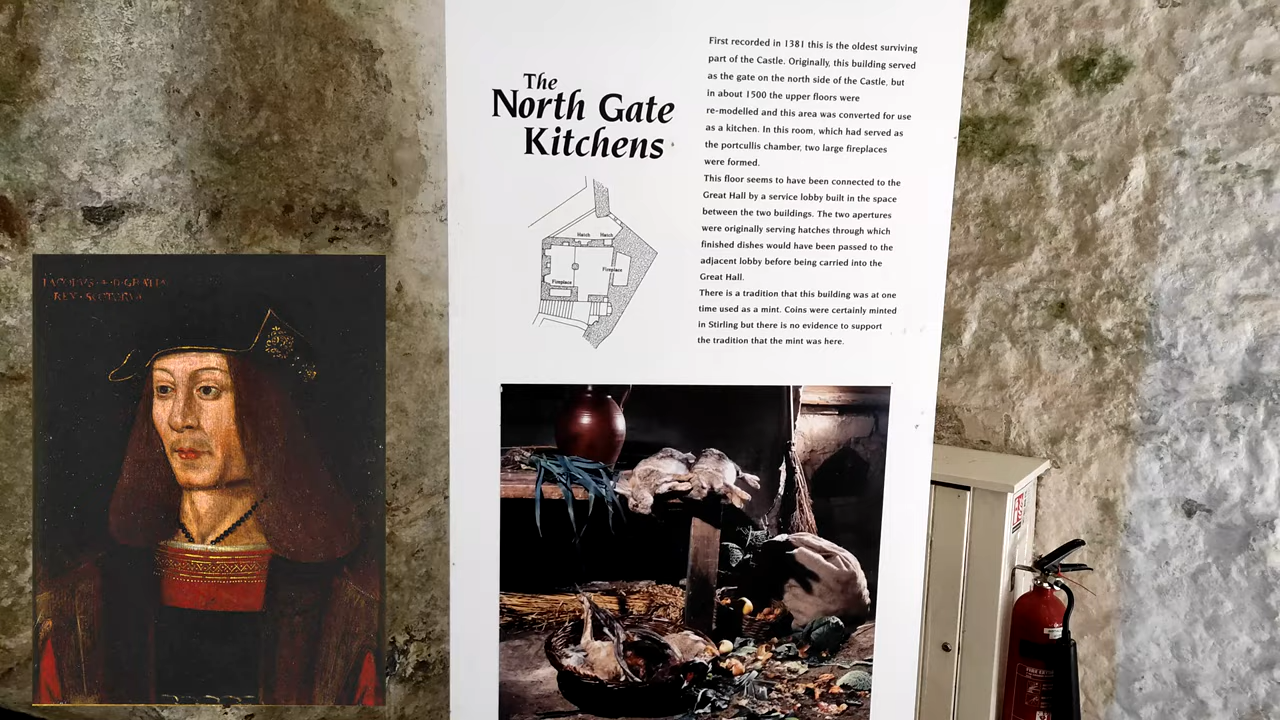 The
North Gate
Kitchens
First recorded in 1381 this is the oldest surviving
part of the Castle. Originally, this building served
as the gate on the north side of the Castle, but
in about 1500 the upper floors were
re-modelled and this area was converted for use
as a kitchen. In this room, which had served as
the portcullis chamber, two large fireplaces
were formed.
This floor seems to have been connected to the
Great Hall by a service lobby built in the space
between the two buildings. The two apertures
were originally serving hatches through which
finished dishes would have been passed to the
adjacent lobby before being carried into the
Great Hall.
There is a tradition that this building was at one
time used as a mint. Coins were certainly minted
in Stirling but there is no evidence to support
the tradition that the mint was here.
Hatch Hatch
Fireplace
Fireplace